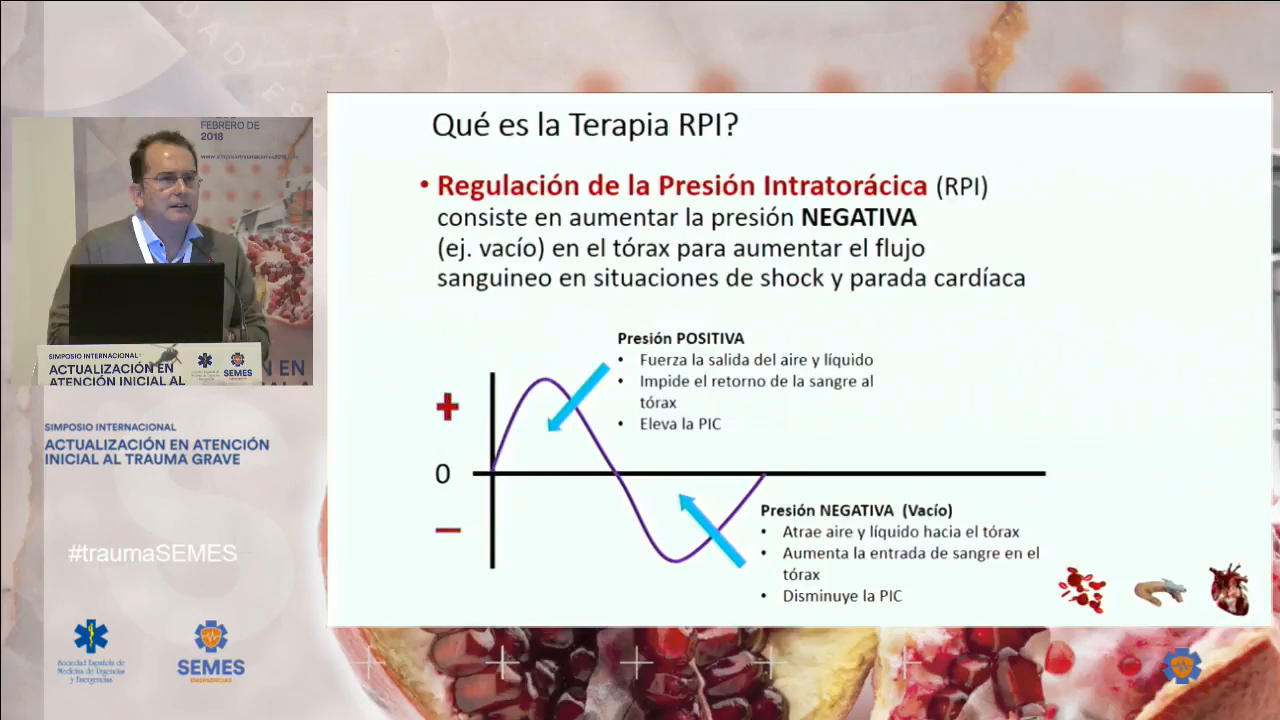 FEBRERO DE
2018
SIMPOSIO INTERNACIONAL
ACTUALIZACIÓN EN
ATENCIÓN INICIAL AL
SEMES
SIMPOSIO INTERNACIONAL
ACTUALIZACIÓN EN ATENCIÓN
INICIAL AL TRAUMA GRAVE
#traumaSEMES
Sociedad Española de
Medicina de Urgencias
y Emergencias
SEMES
EMERGENCIAS
Qué es la Terapia RPI?
• Regulación de la Presión Intratorácica (RPI)
consiste en aumentar la presión NEGATIVA
(ej. vacío) en el tórax para aumentar el flujo
sanguineo en situaciones de shock y parada cardíaca
Presión POSITIVA
• Fuerza la salida del aire y líquido
• Impide el retorno de la sangre al
tórax
• Eleva la PIC
+
0
–
Presión NEGATIVA (Vacío)
• Atrae aire y líquido hacia el tórax
• Aumenta la entrada de sangre en el
tórax
• Disminuye la PIC